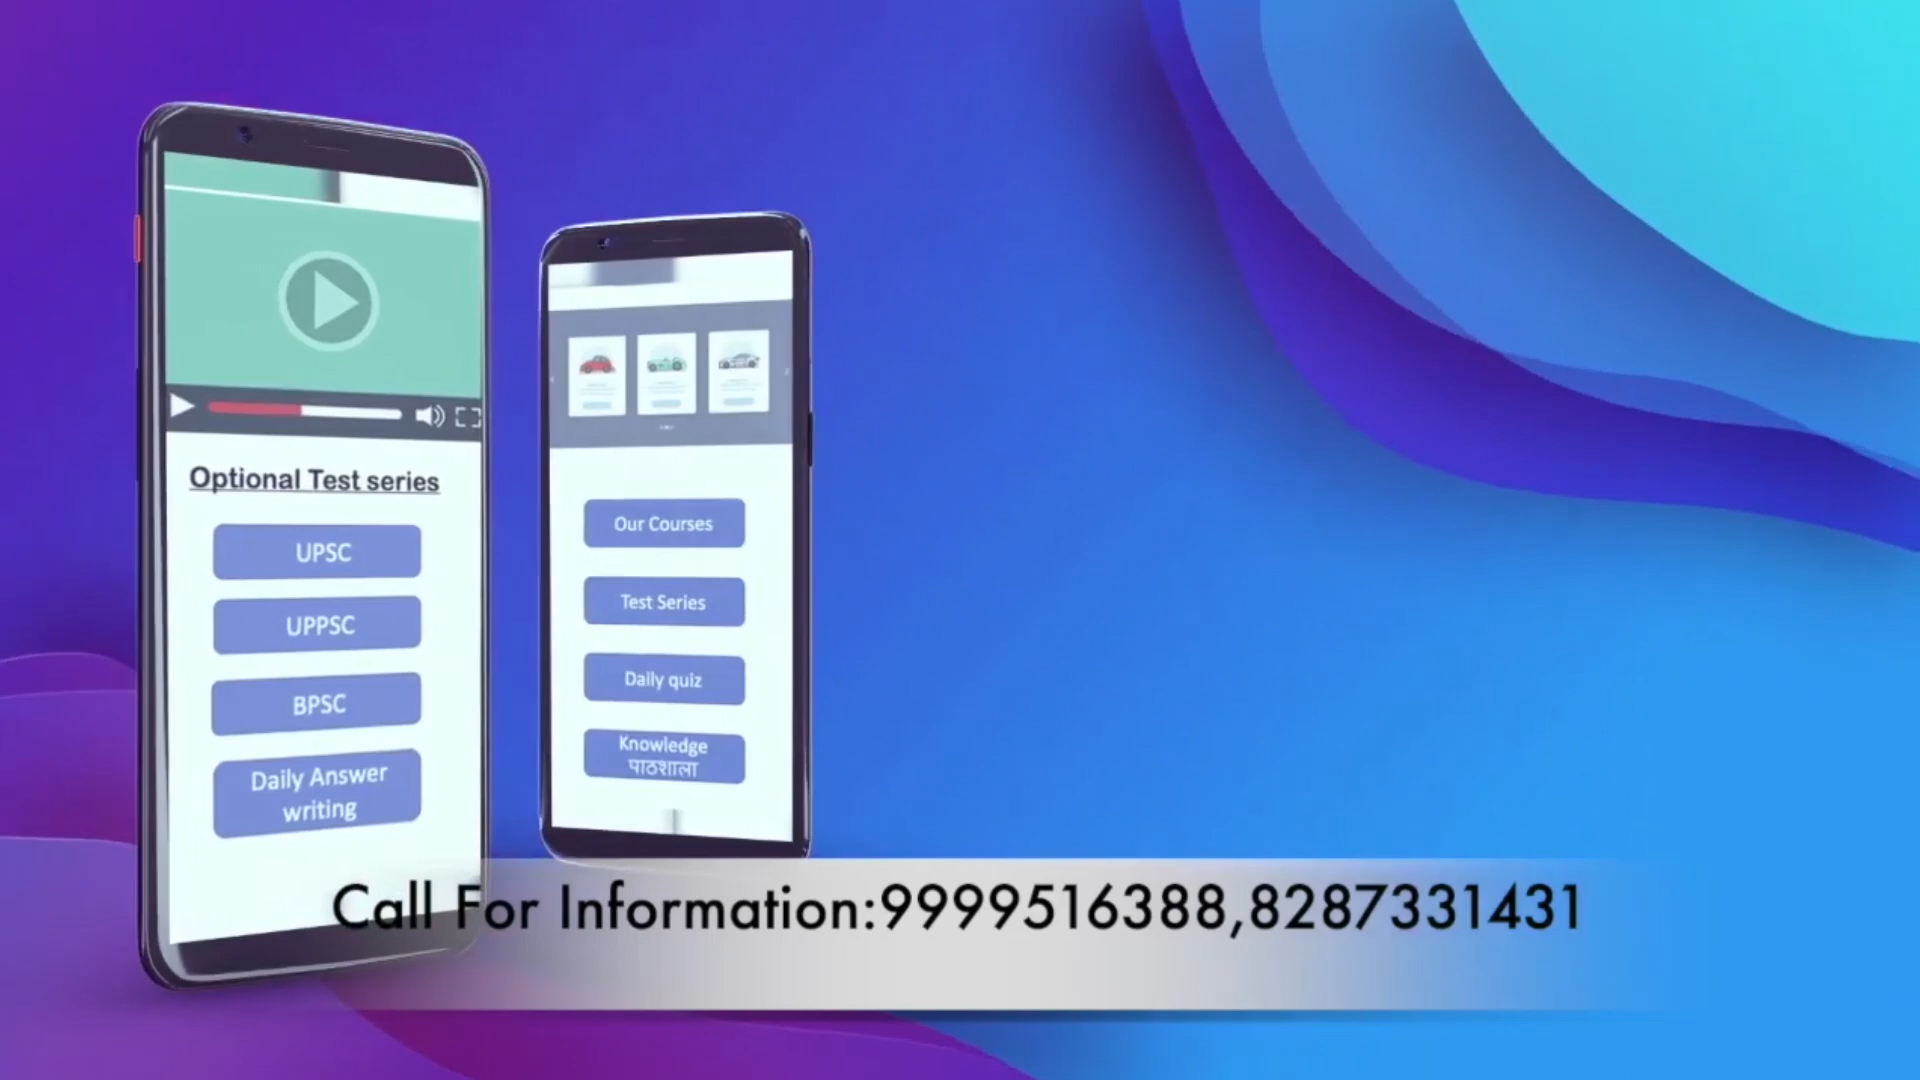 Optional Test series
UPSC
UPPSC
BPSC
Daily Answer
writing
Our Courses
Test Series
Daily quiz
Knowledge
पाठशाला
Call For Information:9999516388,8287331431